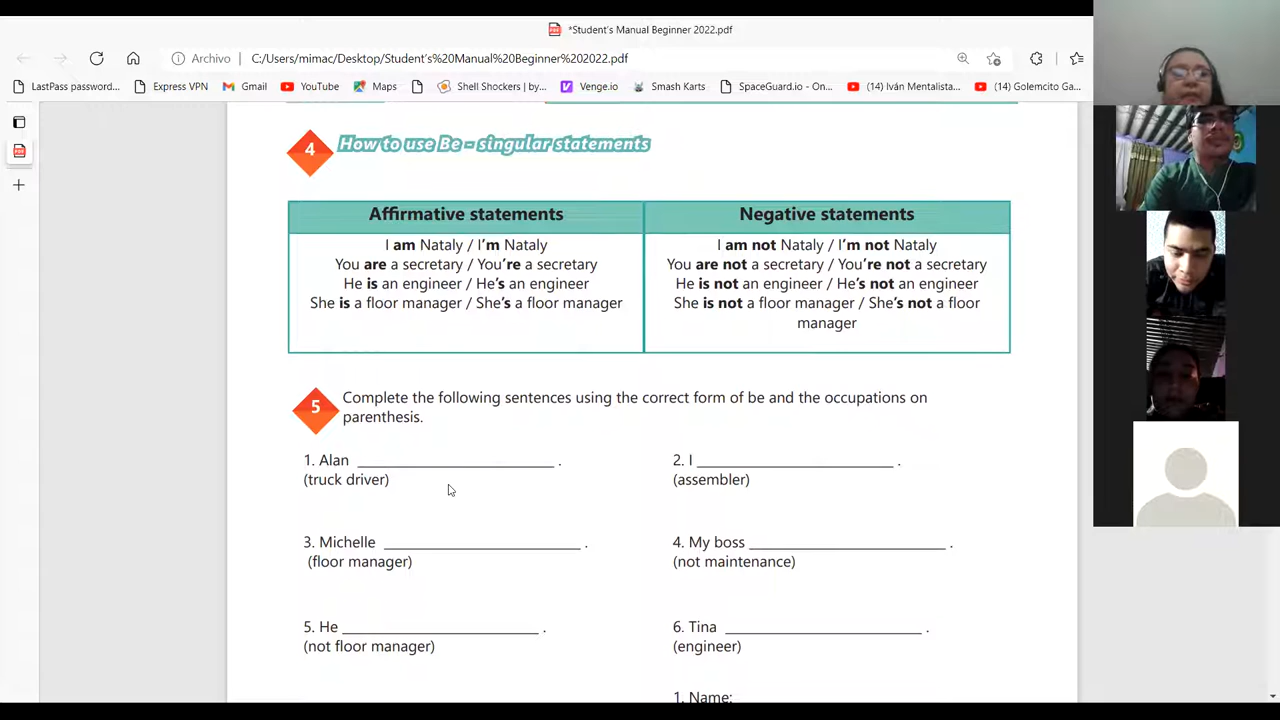 *Student's Manual Beginner 2022.pdf
Archivo C:/Users/mimac/Desktop/Student's%20Manual%20Beginner%202022.pdf
LastPass password... Express VPN Gmail YouTube Maps Shell Shockers | by... Venge.io Smash Karts SpaceGuard.io - On... (14) Iván Mentalista... (14) Golemcito Ga...
4 How to use Be - singular statements
Affirmative statements Negative statements
I am Nataly / I'm Nataly I am not Nataly / I'm not Nataly
You are a secretary / You're a secretary You are not a secretary / You're not a secretary
He is an engineer / He's an engineer He is not an engineer / He's not an engineer
She is a floor manager / She's a floor manager She is not a floor manager / She's not a floor
manager
5 Complete the following sentences using the correct form of be and the occupations on
parenthesis.
1. Alan ________________________ . 2. I ________________________ .
(truck driver) (assembler)
3. Michelle ________________________ . 4. My boss ________________________ .
(floor manager) (not maintenance)
5. He ________________________ . 6. Tina ________________________ .
(not floor manager) (engineer)
1. Name: